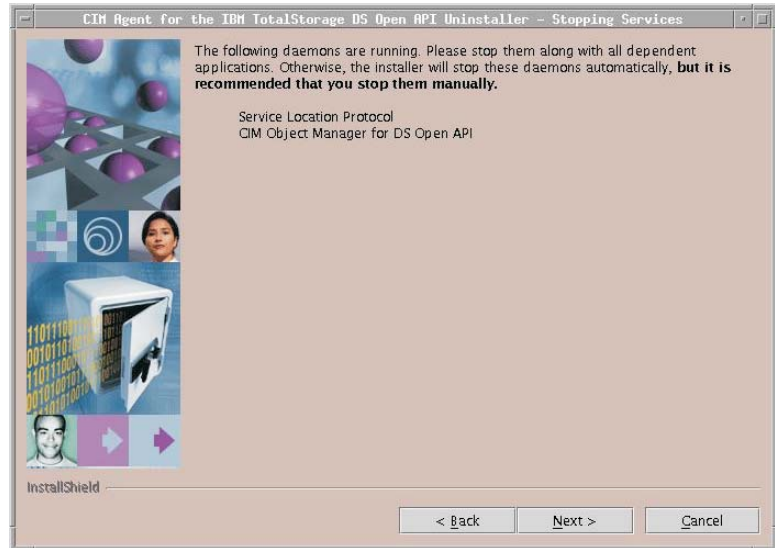 CIM Agent for the IBM TotalStorage DS Open API Uninstaller - Stopping Services
The following daemons are running. Please stop them along with all dependent
applications. Otherwise, the installer will stop these daemons automatically, but it is
recommended that you stop them manually.
Service Location Protocol
CIM Object Manager for DS Open API
InstallShield
< Back
Next >
Cancel